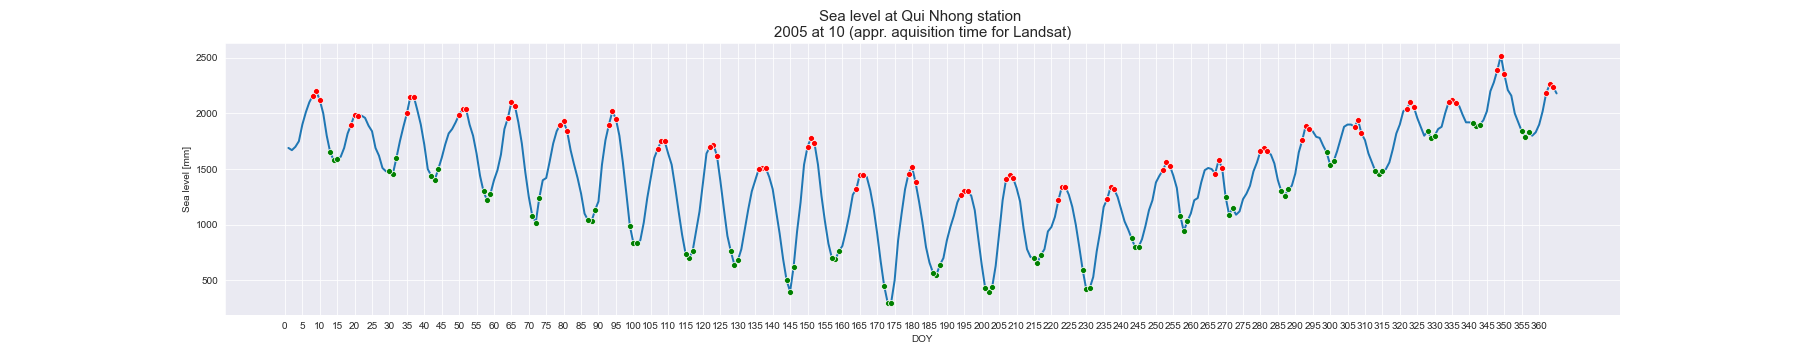 Sea level at Qui Nhong station
2005 at 10 (appr. aquisition time for Landsat)
2500
2000
1500
1000
500
Sea level [mm]
0 5 10 15 20 25 30 35 40 45 50 55 60 65 70 75 80 85 90 95 100 105 110 115 120 125 130 135 140 145 150 155 160 165 170 175 180 185 190 195 200 205 210 215 220 225 230 235 240 245 250 255 260 265 270 275 280 285 290 295 300 305 310 315 320 325 330 335 340 345 350 355 360
DOY